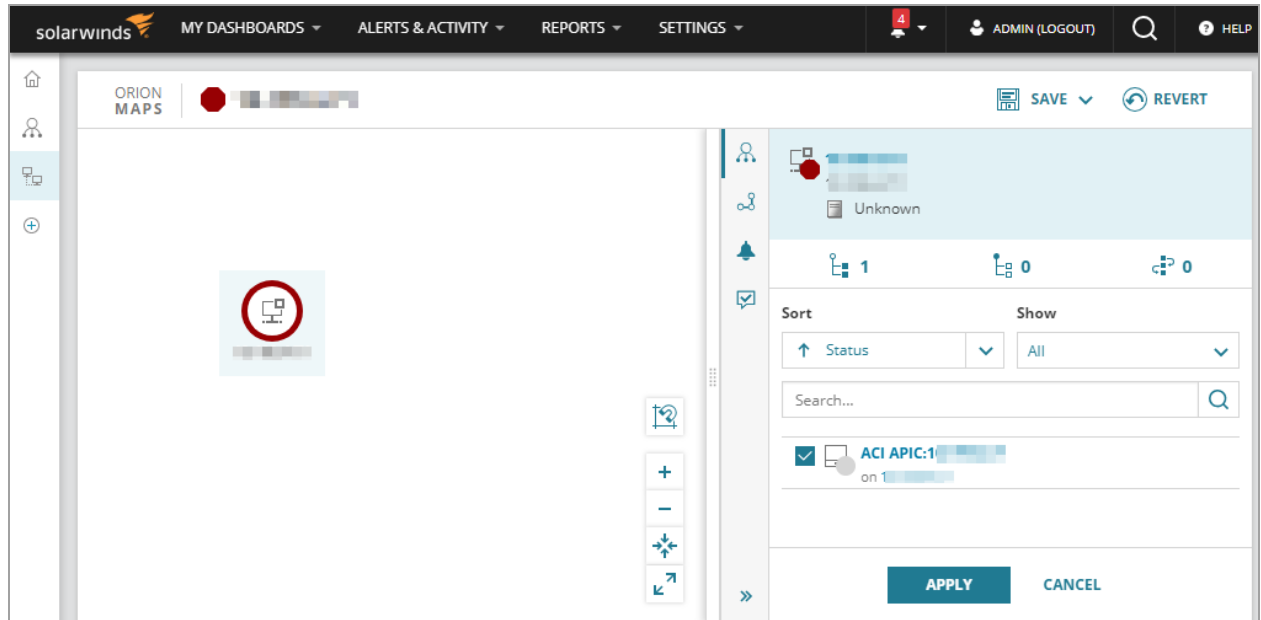 solarwinds MY DASHBOARDS ALERTS & ACTIVITY REPORTS SETTINGS 4 ADMIN (LOGOUT) ? HELP
ORION
MAPS
SAVE REVERT
Unknown
1 0 0
Sort Show
Status All
Search...
ACI APIC:1
on 1
APPLY CANCEL